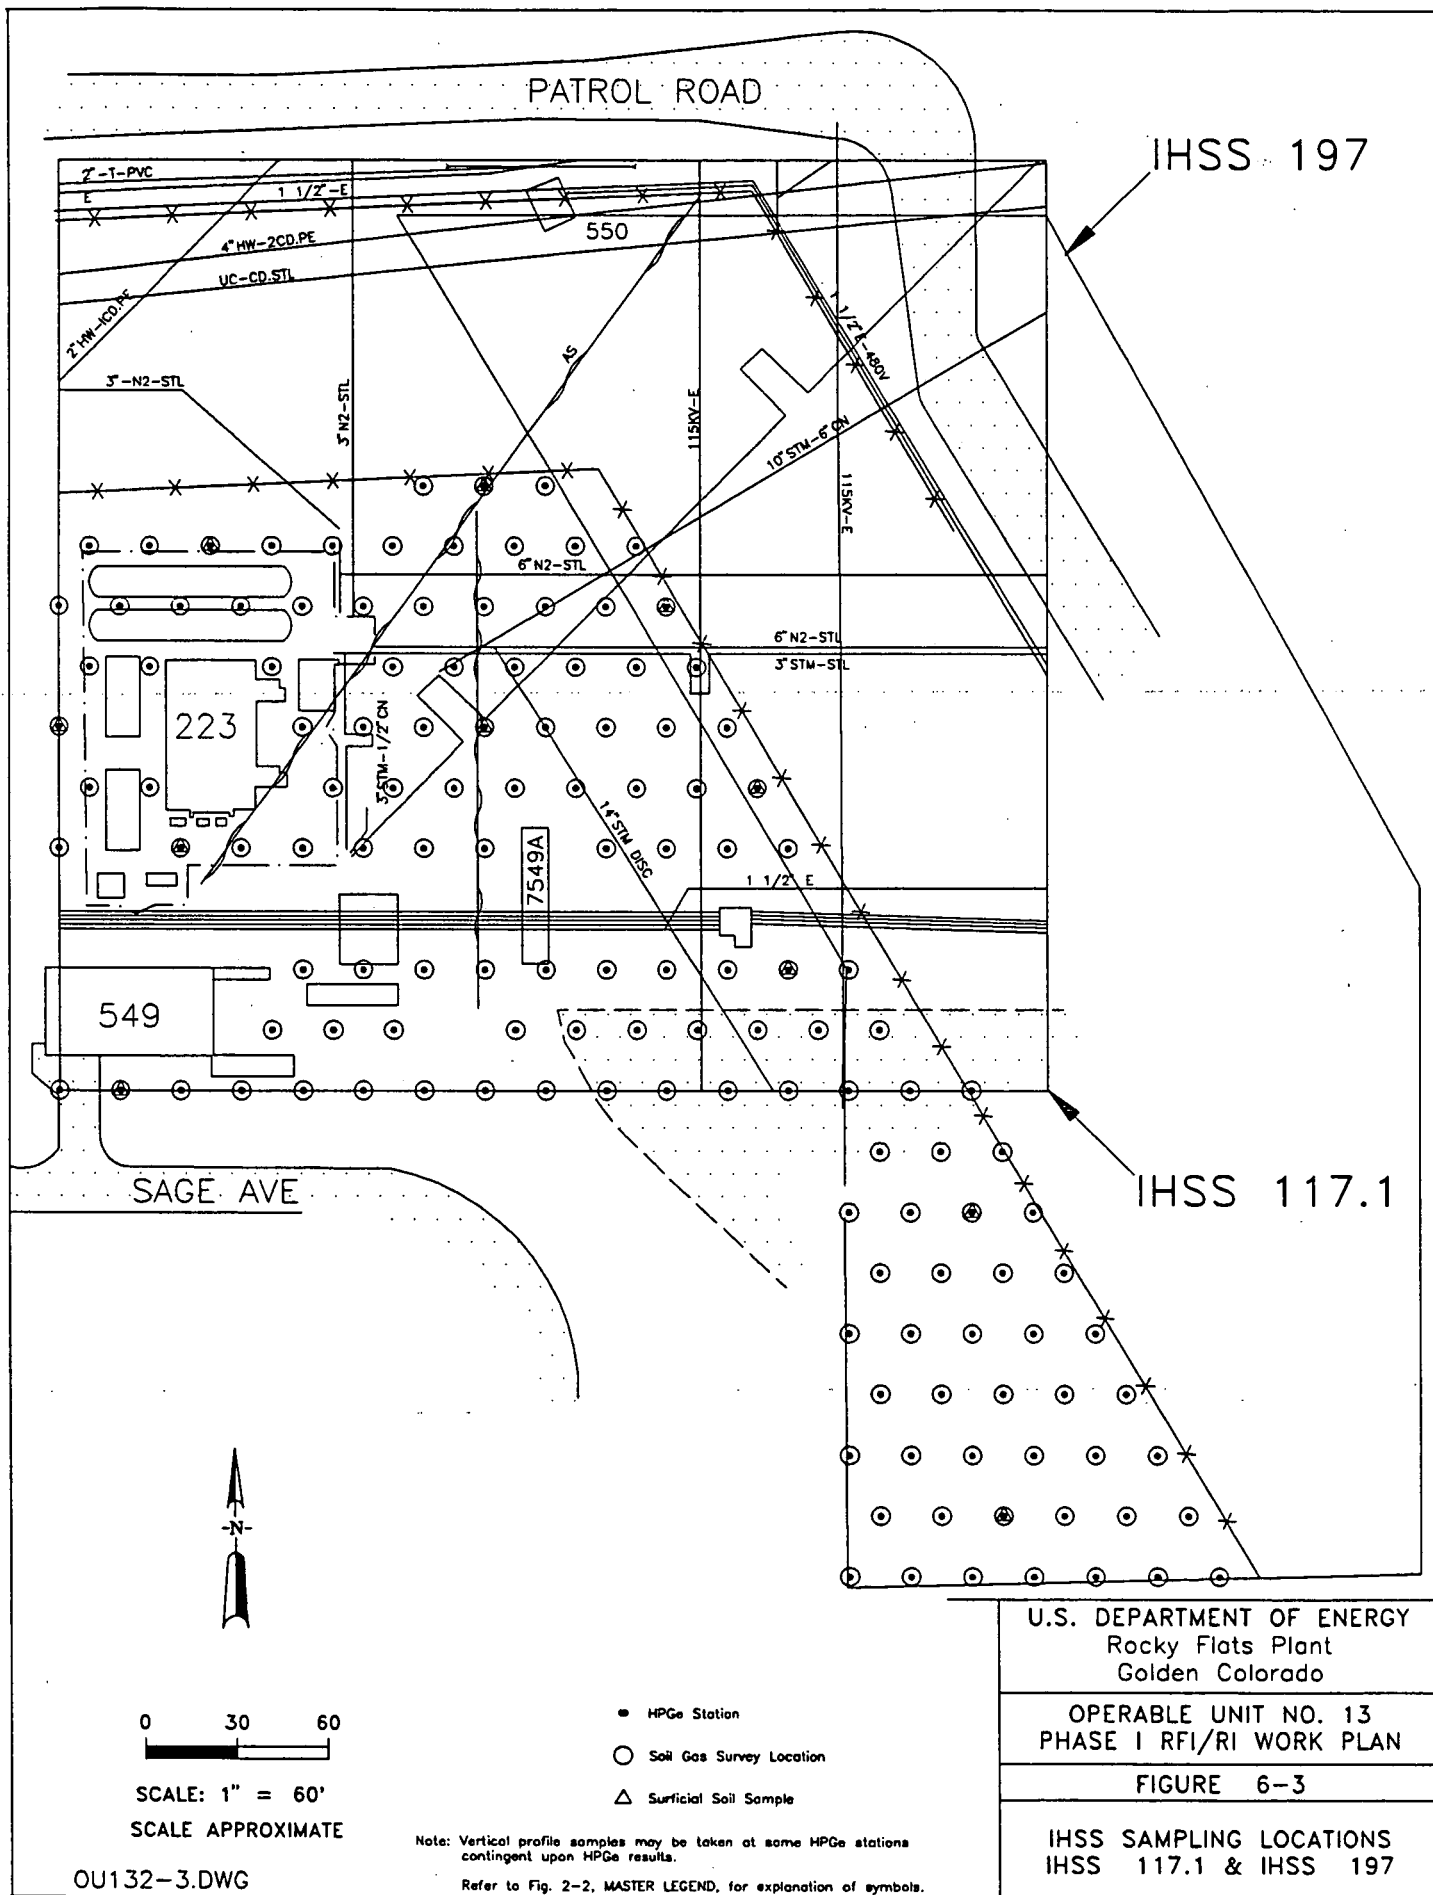 PATROL ROAD
IHSS 197
2"-T-PVC
E
1 1/2"-E
550
4" HW-2CD.PE
UC-CD.STL
2" HW-1CD.PE
1 1/2" E-480V
3"-N2-STL
3" N2-STL
AS
115KV-E
10" STM-6" CN
115KV-E
6" N2-STL
6" N2-STL
3" STM-STL
223
3" STM-1/2" CN
14" STM DISC
7549A
1 1/2" E
549
SAGE AVE
IHSS 117.1
-N-
0 30 60
SCALE: 1" = 60'
SCALE APPROXIMATE
OU132-3.DWG
HPGe Station
Soil Gas Survey Location
Surficial Soil Sample
Note: Vertical profile samples may be taken at some HPGe stations
contingent upon HPGe results.
Refer to Fig. 2-2, MASTER LEGEND, for explanation of symbols.
U.S. DEPARTMENT OF ENERGY
Rocky Flats Plant
Golden Colorado
OPERABLE UNIT NO. 13
PHASE I RFI/RI WORK PLAN
FIGURE 6-3
IHSS SAMPLING LOCATIONS
IHSS 117.1 & IHSS 197